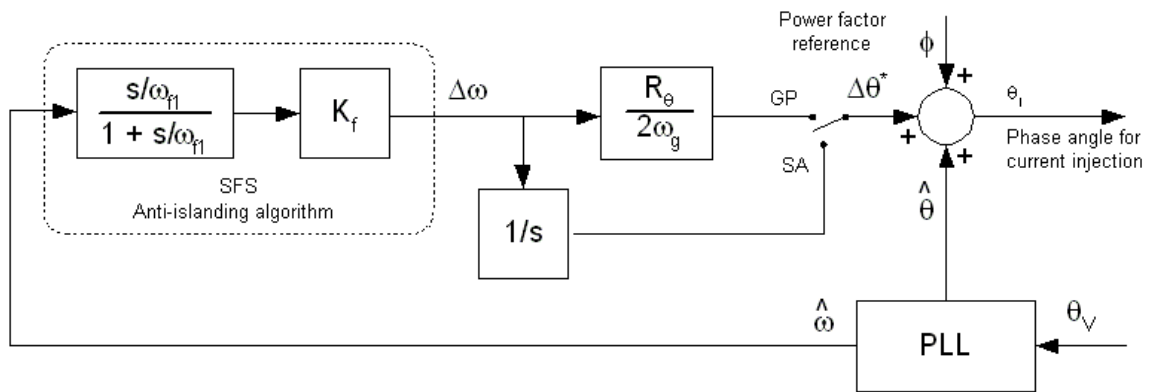 Power factor
reference
ϕ
+
s/ω_f1
1 + s/ω_f1
K_f
Δω
R_θ
2ω_g
GP
Δθ*
+
θ_I
Phase angle for
current injection
SA
+
SFS
Anti-islanding algorithm
1/s
θ̂
ω̂
PLL
θ_V